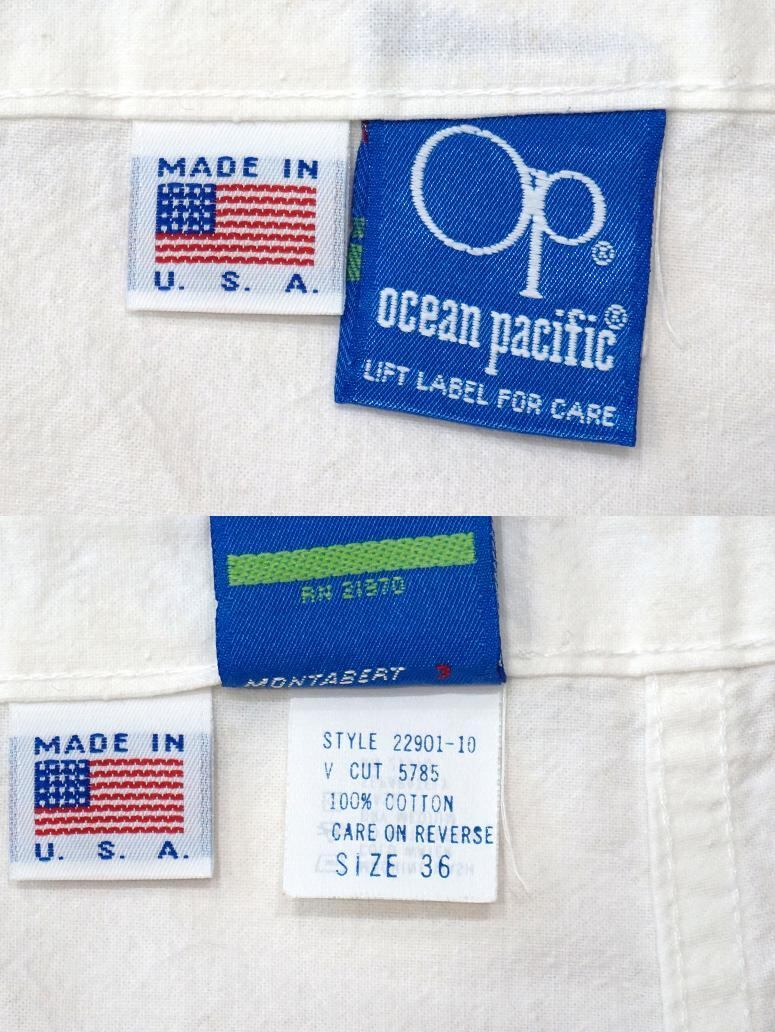 MADE IN
U. S. A.
Op®
ocean pacific®
LIFT LABEL FOR CARE
RN 21970
MONTABERT
MADE IN
U. S. A.
STYLE 22901-10
V CUT 5785
100% COTTON
CARE ON REVERSE
SIZE 36